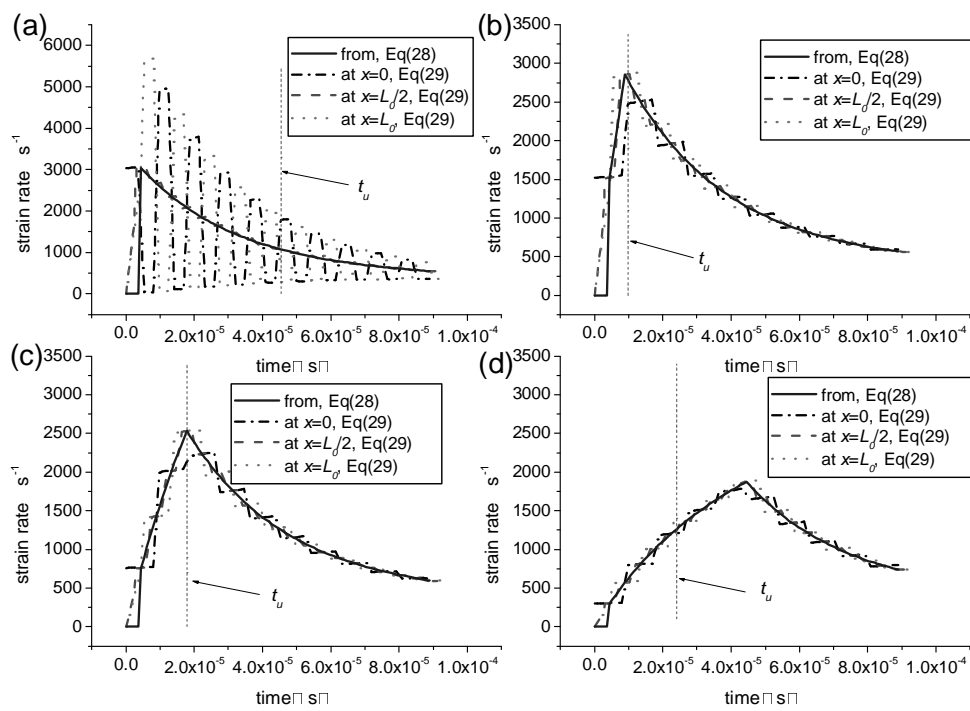 (a)
6000
5000
4000
3000
2000
1000
0
strain rate s⁻¹
from, Eq(28)
at x=0, Eq(29)
at x=L₀/2, Eq(29)
at x=L₀, Eq(29)
tᵤ
0.0 2.0x10⁻⁵ 4.0x10⁻⁵ 6.0x10⁻⁵ 8.0x10⁻⁵ 1.0x10⁻⁴
time□ s□
(b)
3500
3000
2500
2000
1500
1000
500
0
strain rate s⁻¹
from, Eq(28)
at x=0, Eq(29)
at x=L₀/2, Eq(29)
at x=L₀, Eq(29)
tᵤ
0.0 2.0x10⁻⁵ 4.0x10⁻⁵ 6.0x10⁻⁵ 8.0x10⁻⁵ 1.0x10⁻⁴
time□ s□
(c)
3500
3000
2500
2000
1500
1000
500
0
strain rate s⁻¹
from, Eq(28)
at x=0, Eq(29)
at x=L₀/2, Eq(29)
at x=L₀, Eq(29)
tᵤ
0.0 2.0x10⁻⁵ 4.0x10⁻⁵ 6.0x10⁻⁵ 8.0x10⁻⁵ 1.0x10⁻⁴
time□ s□
(d)
3500
3000
2500
2000
1500
1000
500
0
strain rate s⁻¹
from, Eq(28)
at x=0, Eq(29)
at x=L₀/2, Eq(29)
at x=L₀, Eq(29)
tᵤ
0.0 2.0x10⁻⁵ 4.0x10⁻⁵ 6.0x10⁻⁵ 8.0x10⁻⁵ 1.0x10⁻⁴
time□ s□